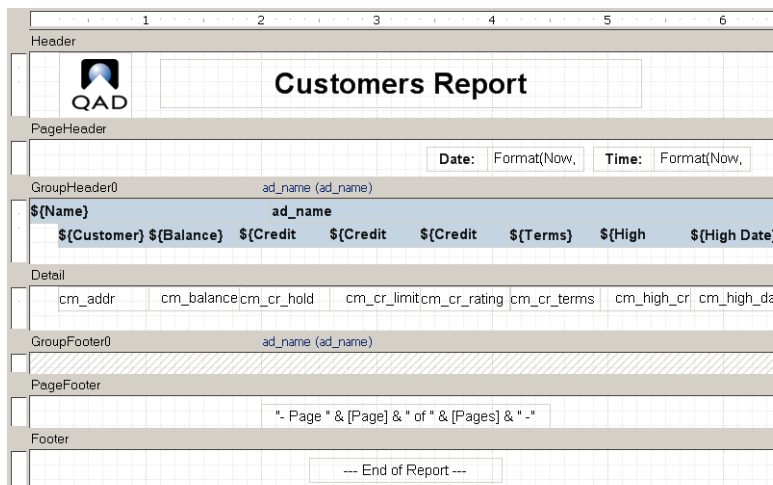 1 2 3 4 5 6
Header
QAD
Customers Report
PageHeader
Date: Format(Now, Time: Format(Now,
GroupHeader0 ad_name (ad_name)
${Name} ad_name
${Customer} ${Balance} ${Credit ${Credit ${Credit ${Terms} ${High ${High Date}
Detail
cm_addr cm_balance cm_cr_hold cm_cr_limit cm_cr_rating cm_cr_terms cm_high_cr cm_high_da
GroupFooter0 ad_name (ad_name)
PageFooter
"- Page " & [Page] & " of " & [Pages] & " -"
Footer
--- End of Report ---